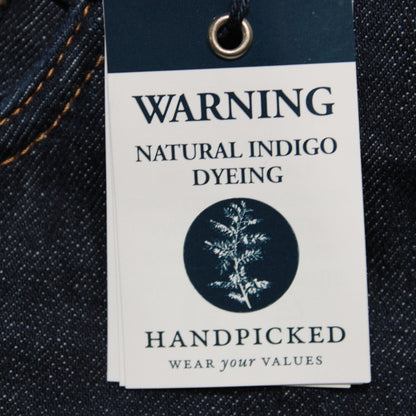 WARNING
NATURAL INDIGO
DYEING
HANDPICKED
WEAR your VALUES